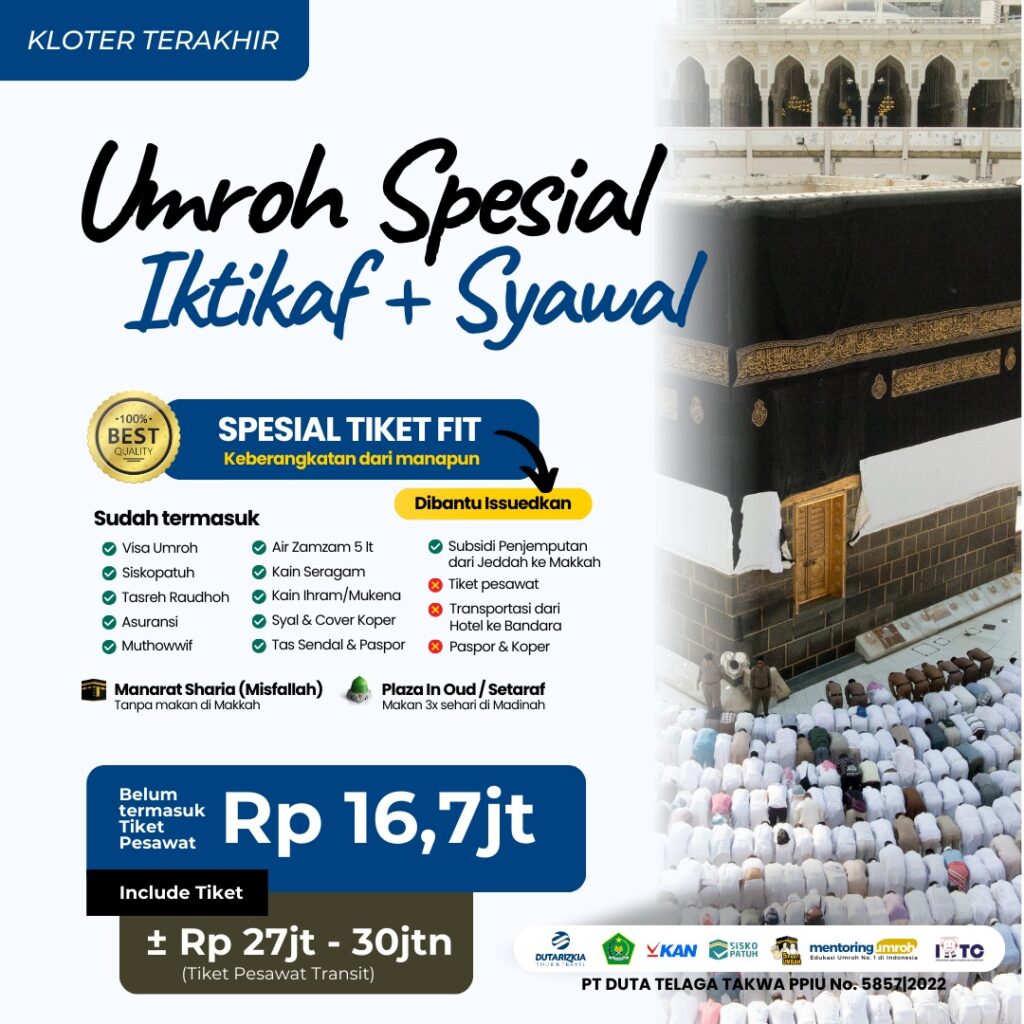 KLOTER TERAKHIR
Umroh Spesial
Iktikaf + Syawal
·100%·
BEST
QUALITY
SPESIAL TIKET FIT
Keberangkatan dari manapun
Dibantu Issuedkan
Sudah termasuk
Visa Umroh
Siskopatuh
Tasreh Raudhoh
Asuransi
Muthowwif
Air Zamzam 5 lt
Kain Seragam
Kain Ihram/Mukena
Syal & Cover Koper
Tas Sendal & Paspor
Subsidi Penjemputan
dari Jeddah ke Makkah
Tiket pesawat
Transportasi dari
Hotel ke Bandara
Paspor & Koper
Manarat Sharia (Misfallah)
Tanpa makan di Makkah
Plaza In Oud / Setaraf
Makan 3x sehari di Madinah
Belum
termasuk
Tiket
Pesawat
Rp 16,7jt
Include Tiket
± Rp 27jt - 30jtn
(Tiket Pesawat Transit)
DUTARIZKIA
TOUR & TRAVEL
KAN
SISKO
PATUH
5 PASTI
UMRAH
mentoring umroh
Edukasi Umroh No. 1 di Indonesia
PT DUTA TELAGA TAKWA PPIU No. 5857|2022